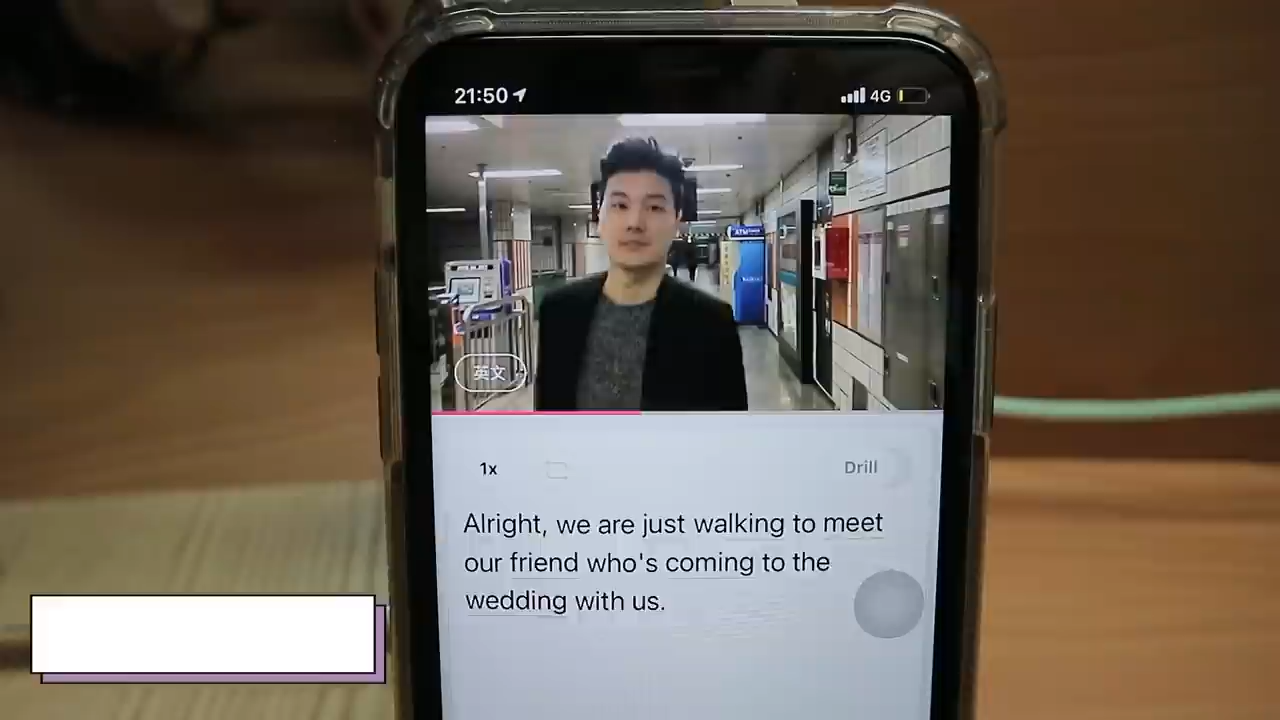 21:50
4G
ATM
英文
1x
Drill
Alright, we are just walking to meet
our friend who's coming to the
wedding with us.